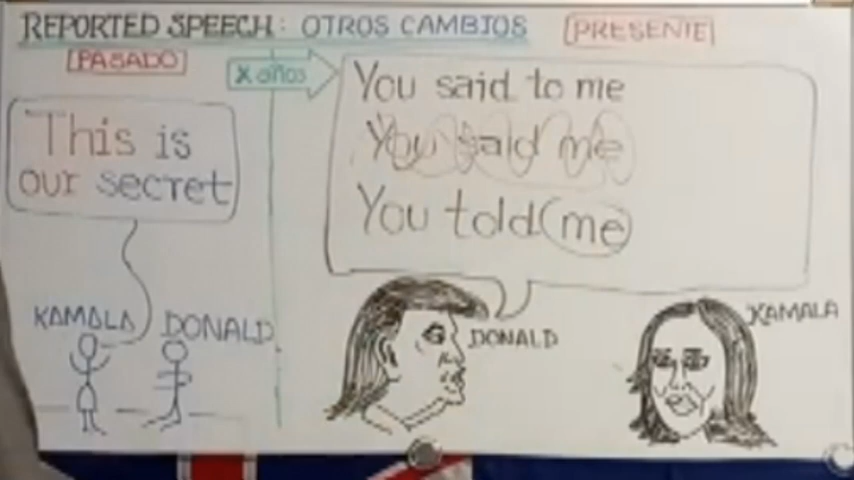 REPORTED SPEECH: OTROS CAMBIOS
[PRESENTE]
[PASADO]
X años
You said to me
You said me
You told me
This is
our secret
KAMALA
DONALD
DONALD
KAMALA